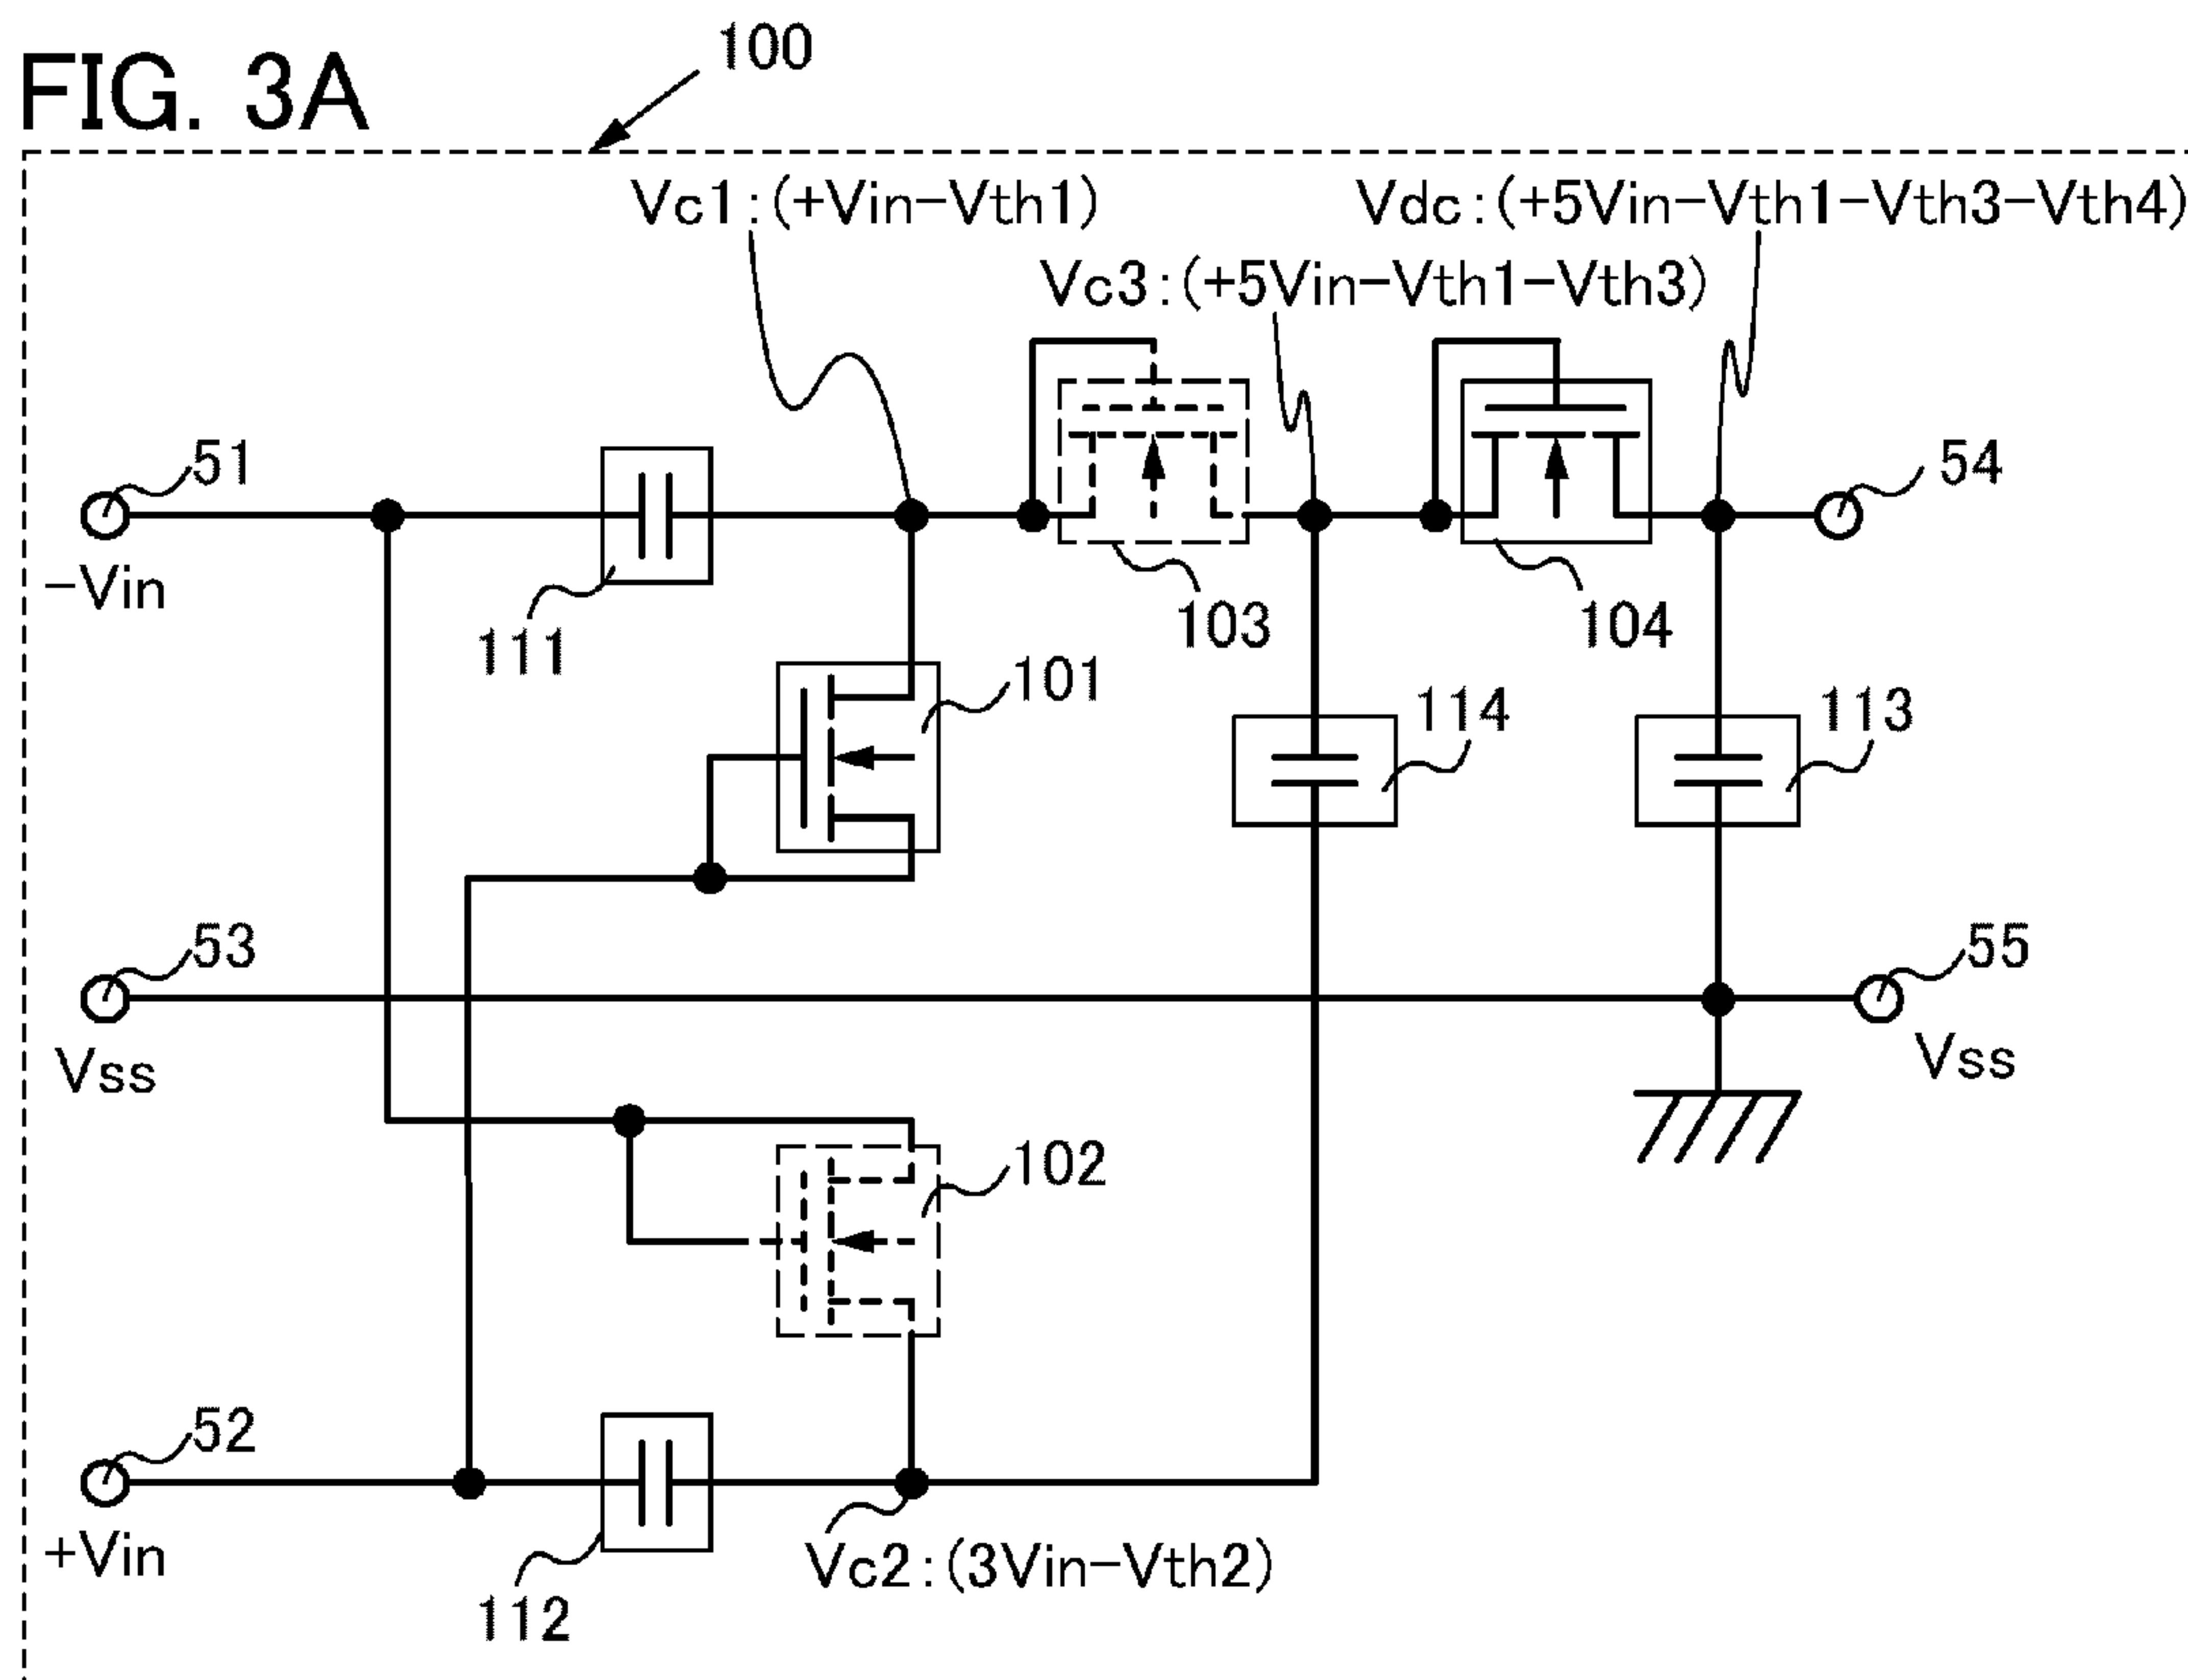 FIG. 3A
100
Vc1:(+Vin-Vth1)
Vdc:(+5Vin-Vth1-Vth3-Vth4)
Vc3:(+5Vin-Vth1-Vth3)
51
54
-Vin
111
103
104
101
114
113
53
55
Vss
Vss
102
52
+Vin
112
Vc2:(3Vin-Vth2)